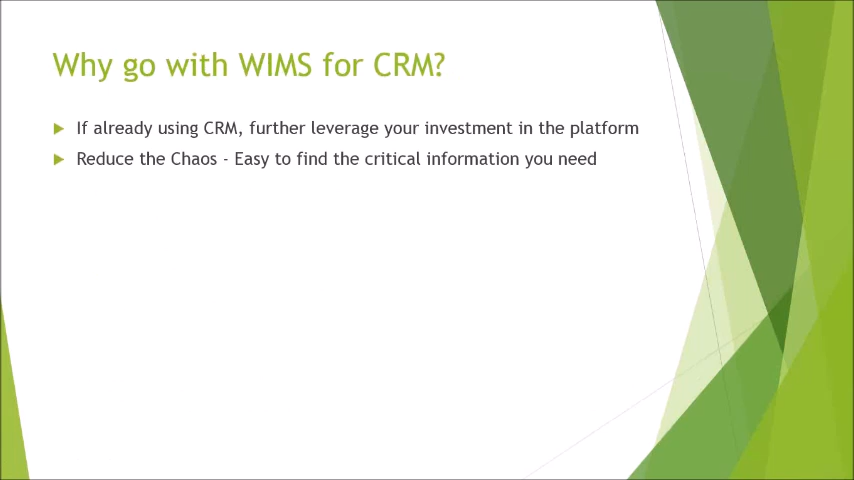 Why go with WIMS for CRM?
If already using CRM, further leverage your investment in the platform
Reduce the Chaos - Easy to find the critical information you need